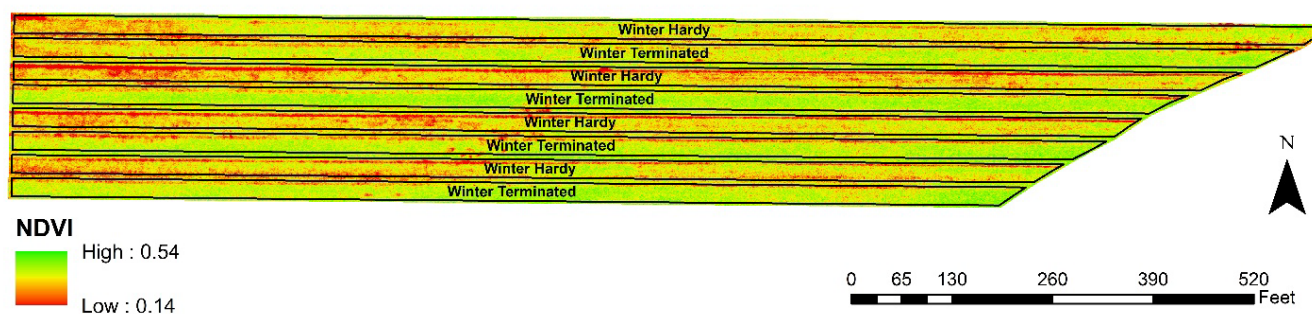 Winter Hardy
Winter Terminated
Winter Hardy
Winter Terminated
Winter Hardy
Winter Terminated
Winter Hardy
Winter Terminated
N
NDVI
High : 0.54
Low : 0.14
0 65 130 260 390 520
Feet